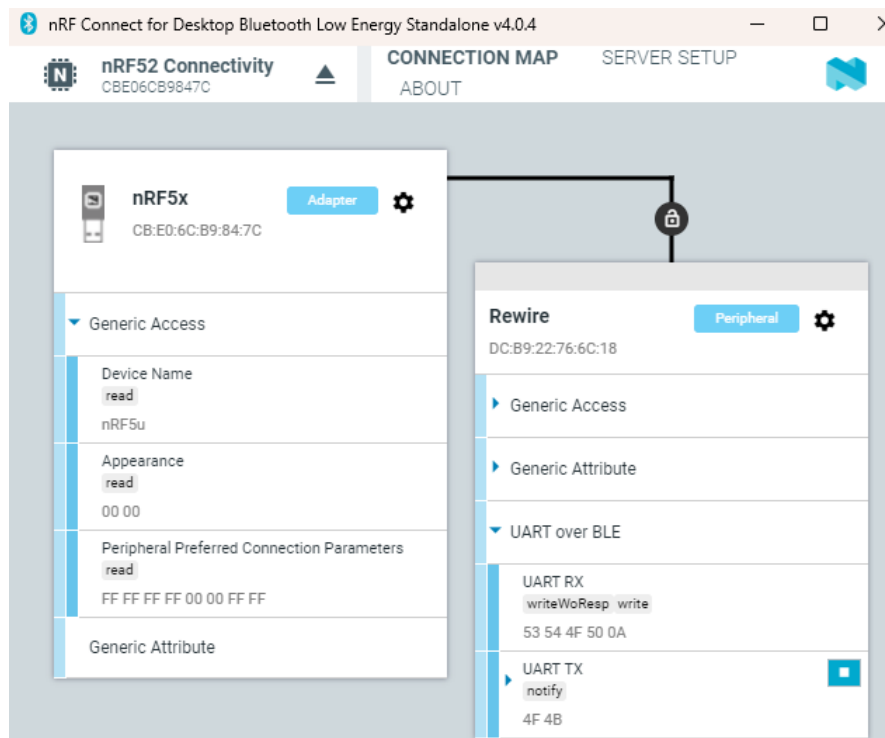 nRF Connect for Desktop Bluetooth Low Energy Standalone v4.0.4
nRF52 Connectivity
CBE06CB9847C
CONNECTION MAP
SERVER SETUP
ABOUT
nRF5x
Adapter
CB:E0:6C:B9:84:7C
Generic Access
Device Name
read
nRF5u
Appearance
read
00 00
Peripheral Preferred Connection Parameters
read
FF FF FF FF 00 00 FF FF
Generic Attribute
Rewire
Peripheral
DC:B9:22:76:6C:18
Generic Access
Generic Attribute
UART over BLE
UART RX
writeWoResp write
53 54 4F 50 0A
UART TX
notify
4F 4B